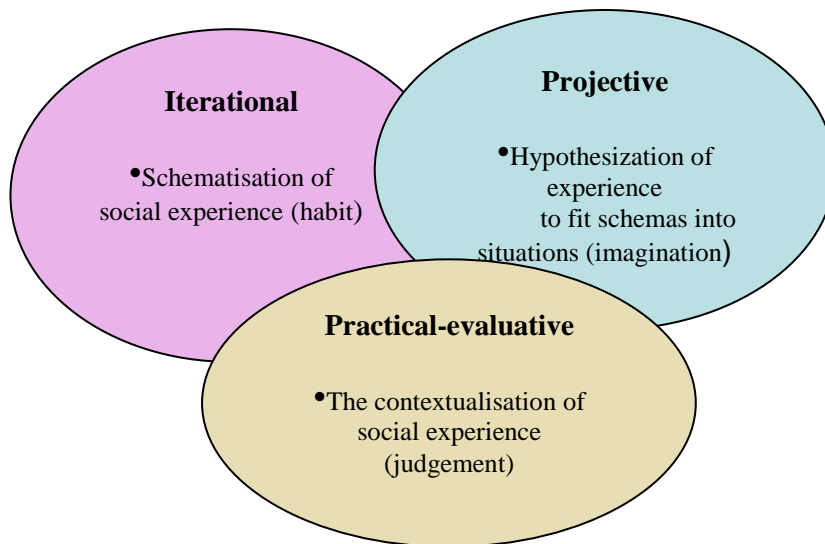 Iterational
•Schematisation of
social experience (habit)
Projective
•Hypothesization of
experience
to fit schemas into
situations (imagination)
Practical-evaluative
•The contextualisation of
social experience
(judgement)